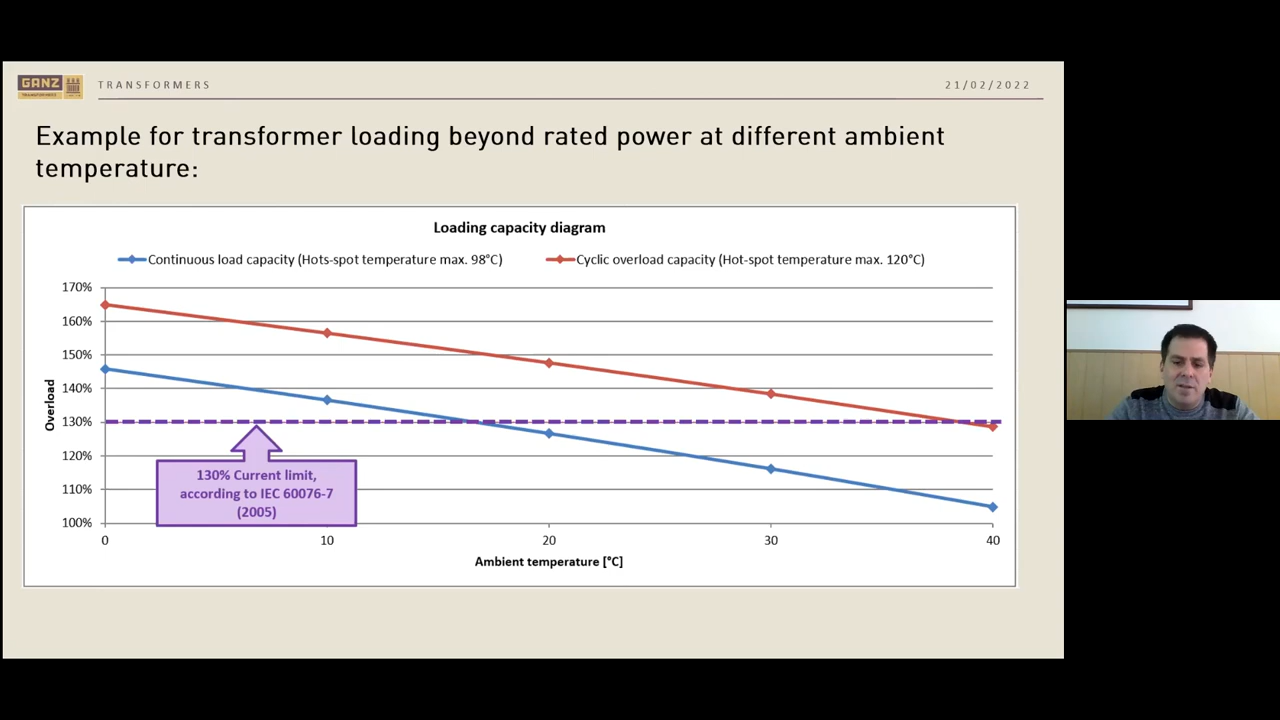 GANZ
TRANSFORMERS
21/02/2022
Example for transformer loading beyond rated power at different ambient
temperature:
Loading capacity diagram
Continuous load capacity (Hots-spot temperature max. 98°C)
Cyclic overload capacity (Hot-spot temperature max. 120°C)
170%
160%
150%
140%
130%
120%
110%
100%
Overload
130% Current limit,
according to IEC 60076-7
(2005)
0
10
20
30
40
Ambient temperature [°C]